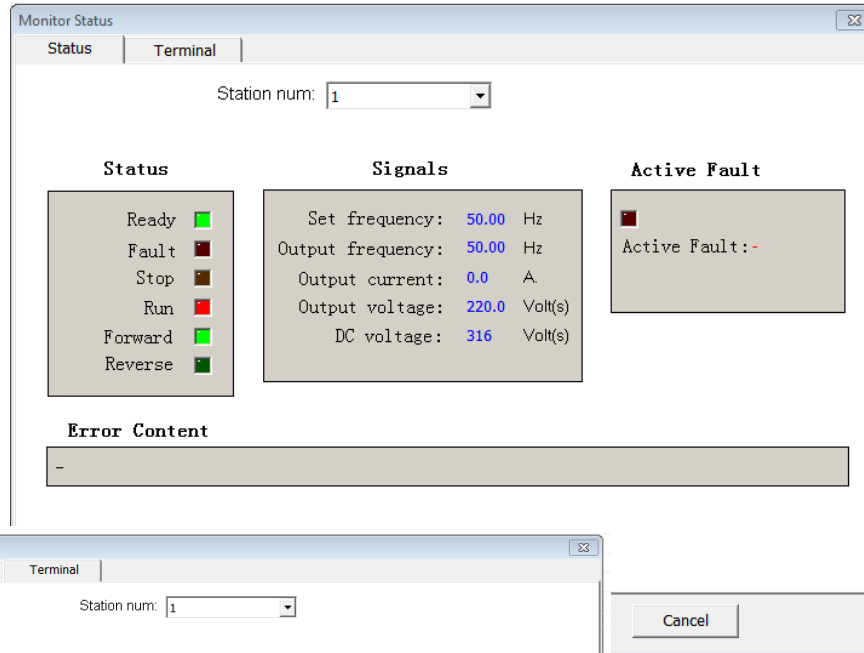 Monitor Status
Status Terminal
Station num: 1
Status
Ready
Fault
Stop
Run
Forward
Reverse
Signals
Set frequency: 50.00 Hz
Output frequency: 50.00 Hz
Output current: 0.0 A.
Output voltage: 220.0 Volt(s)
DC voltage: 316 Volt(s)
Active Fault
Active Fault:-
Error Content
-
Terminal
Station num: 1
Cancel